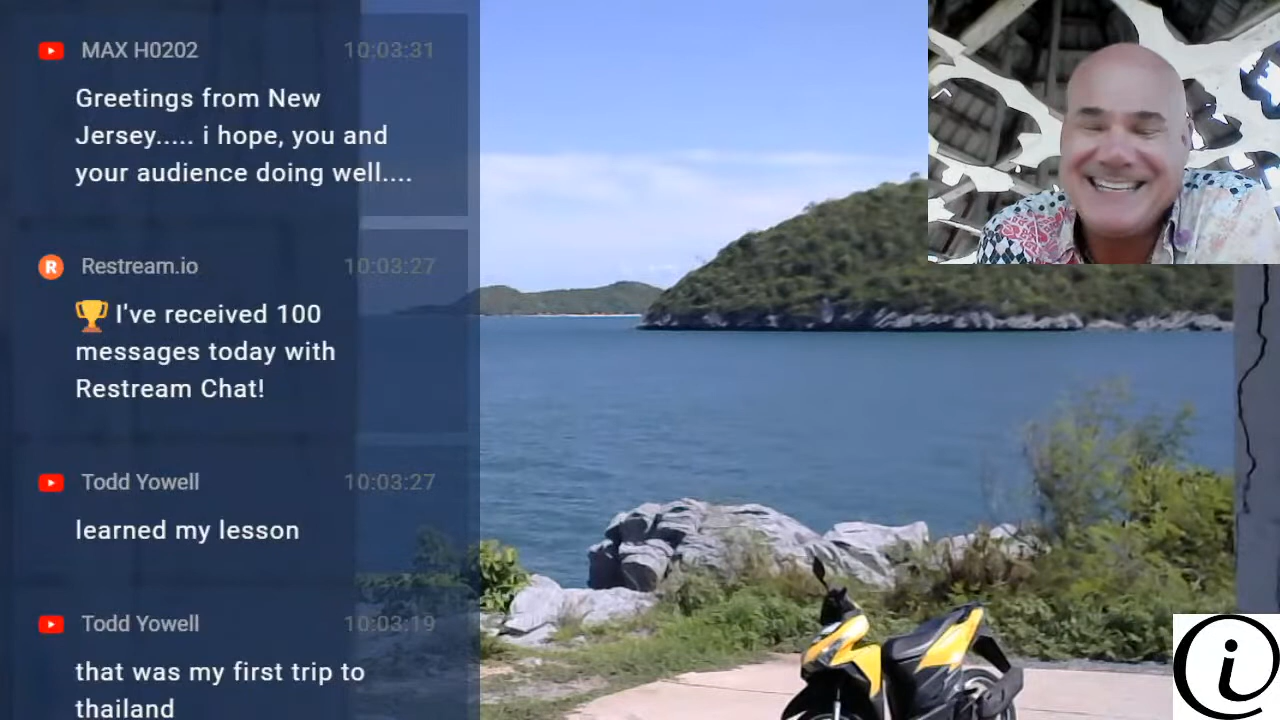 MAX H0202 10:03:31
Greetings from New
Jersey..... i hope, you and
your audience doing well....
R Restream.io 10:03:27
🏆 I've received 100
messages today with
Restream Chat!
Todd Yowell 10:03:27
learned my lesson
Todd Yowell 10:03:19
that was my first trip to
thailand
i